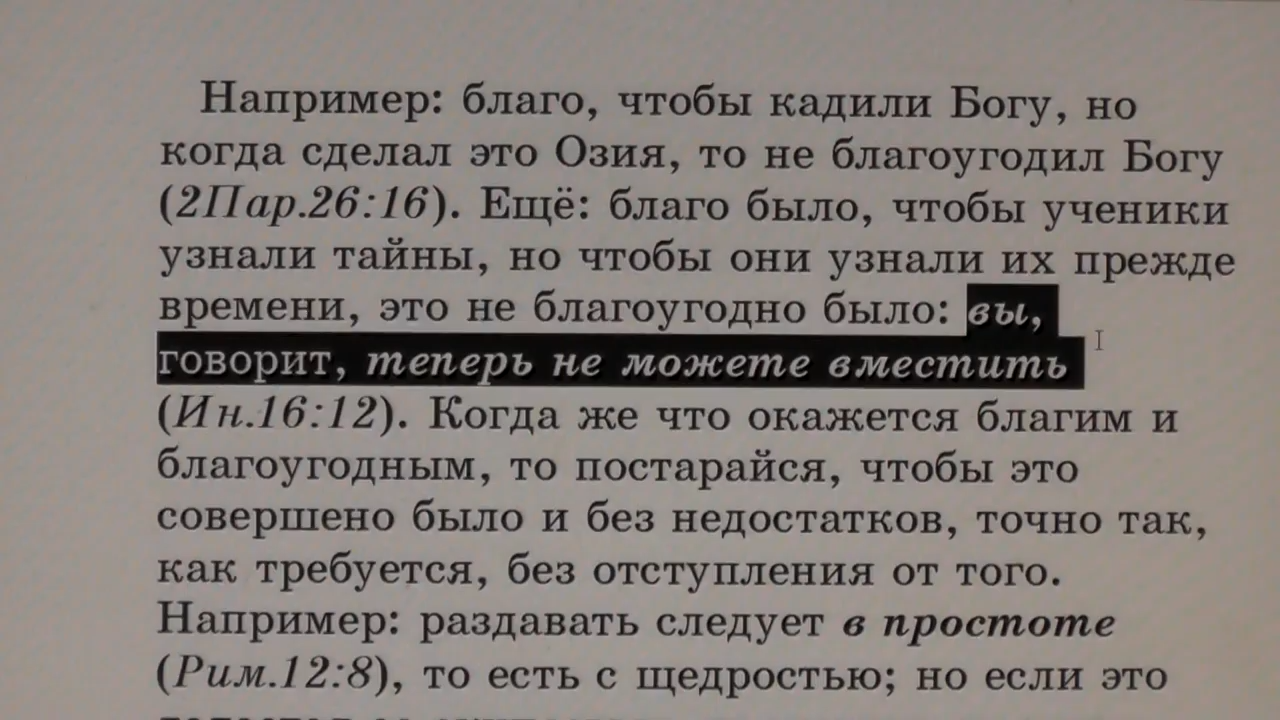 Например: благо, чтобы кадили Богу, но
когда сделал это Озия, то не благоугодил Богу
(2Пар.26:16). Ещё: благо было, чтобы ученики
узнали тайны, но чтобы они узнали их прежде
времени, это не благоугодно было: вы,
говорит, теперь не можете вместить
(Ин.16:12). Когда же что окажется благим и
благоугодным, то постарайся, чтобы это
совершено было и без недостатков, точно так,
как требуется, без отступления от того.
Например: раздавать следует в простоте
(Рим.12:8), то есть с щедростью; но если это